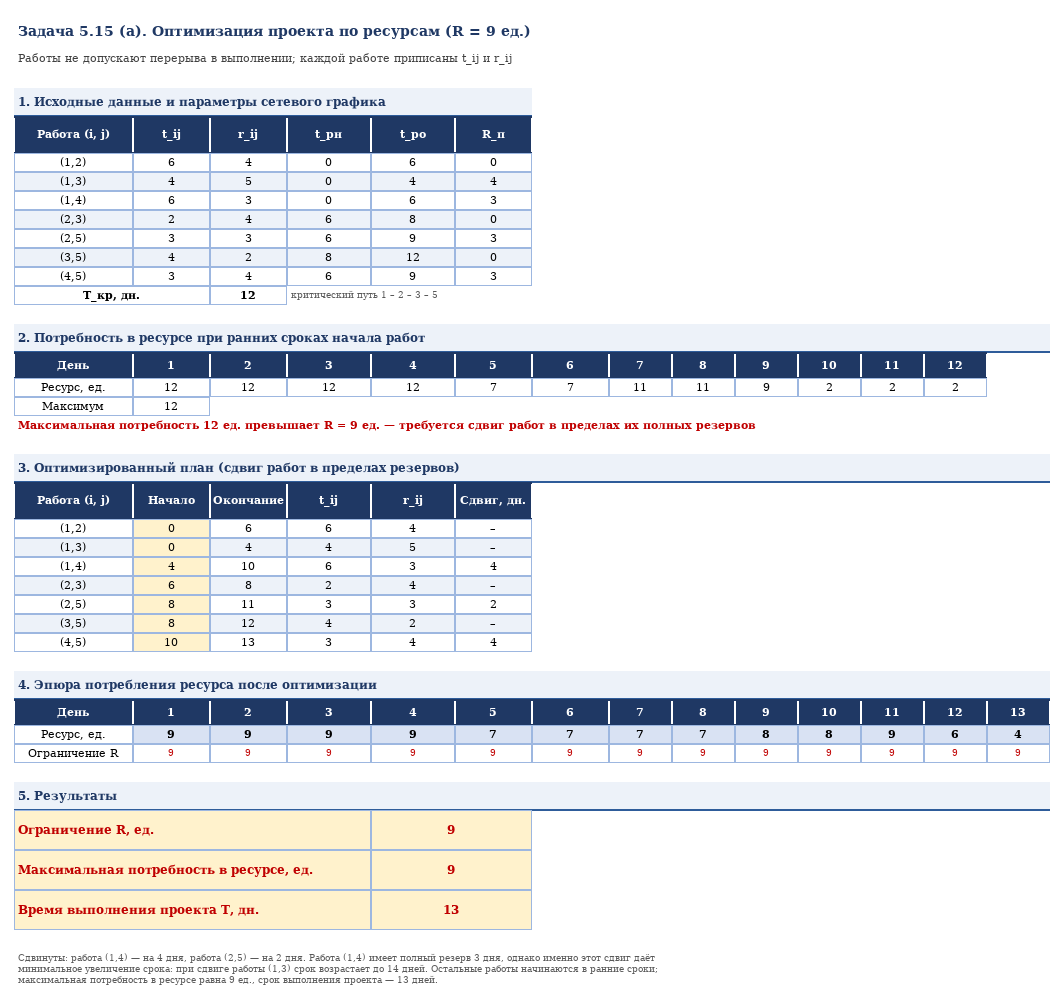 Задача 5.15 (а). Оптимизация проекта по ресурсам (R = 9 ед.)
Работы не допускают перерыва в выполнении; каждой работе приписаны t_ij и r_ij
1. Исходные данные и параметры сетевого графика
Работа (i, j) t_ij r_ij t_рн t_ро R_п
(1,2) 6 4 0 6 0
(1,3) 4 5 0 4 4
(1,4) 6 3 0 6 3
(2,3) 2 4 6 8 0
(2,5) 3 3 6 9 3
(3,5) 4 2 8 12 0
(4,5) 3 4 6 9 3
T_кр, дн. 12 критический путь 1 – 2 – 3 – 5
2. Потребность в ресурсе при ранних сроках начала работ
День 1 2 3 4 5 6 7 8 9 10 11 12
Ресурс, ед. 12 12 12 12 7 7 11 11 9 2 2 2
Максимум 12
Максимальная потребность 12 ед. превышает R = 9 ед. — требуется сдвиг работ в пределах их полных резервов
3. Оптимизированный план (сдвиг работ в пределах резервов)
Работа (i, j) Начало Окончание t_ij r_ij Сдвиг, дн.
(1,2) 0 6 6 4 –
(1,3) 0 4 4 5 –
(1,4) 4 10 6 3 4
(2,3) 6 8 2 4 –
(2,5) 8 11 3 3 2
(3,5) 8 12 4 2 –
(4,5) 10 13 3 4 4
4. Эпюра потребления ресурса после оптимизации
День 1 2 3 4 5 6 7 8 9 10 11 12 13
Ресурс, ед. 9 9 9 9 7 7 7 7 8 8 9 6 4
Ограничение R 9 9 9 9 9 9 9 9 9 9 9 9 9
5. Результаты
Ограничение R, ед. 9
Максимальная потребность в ресурсе, ед. 9
Время выполнения проекта T, дн. 13
Сдвинуты: работа (1,4) — на 4 дня, работа (2,5) — на 2 дня. Работа (1,4) имеет полный резерв 3 дня, однако именно этот сдвиг даёт
минимальное увеличение срока: при сдвиге работы (1,3) срок возрастает до 14 дней. Остальные работы начинаются в ранние сроки;
максимальная потребность в ресурсе равна 9 ед., срок выполнения проекта — 13 дней.